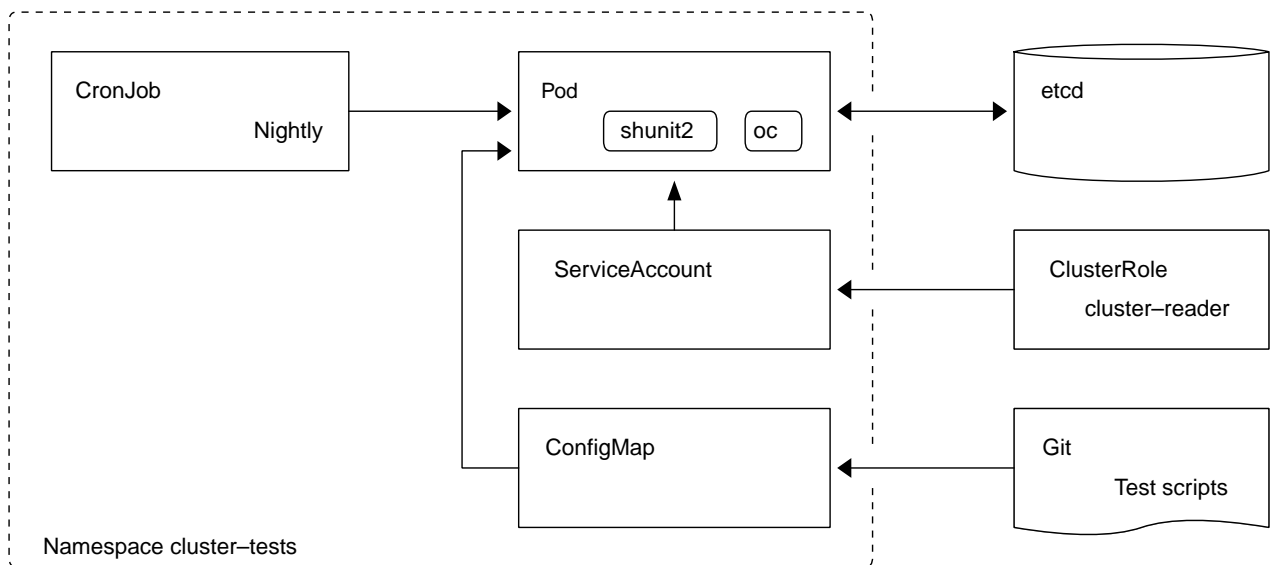 CronJob
Nightly
Pod
shunit2
oc
etcd
ServiceAccount
ClusterRole
cluster–reader
ConfigMap
Git
Test scripts
Namespace cluster–tests